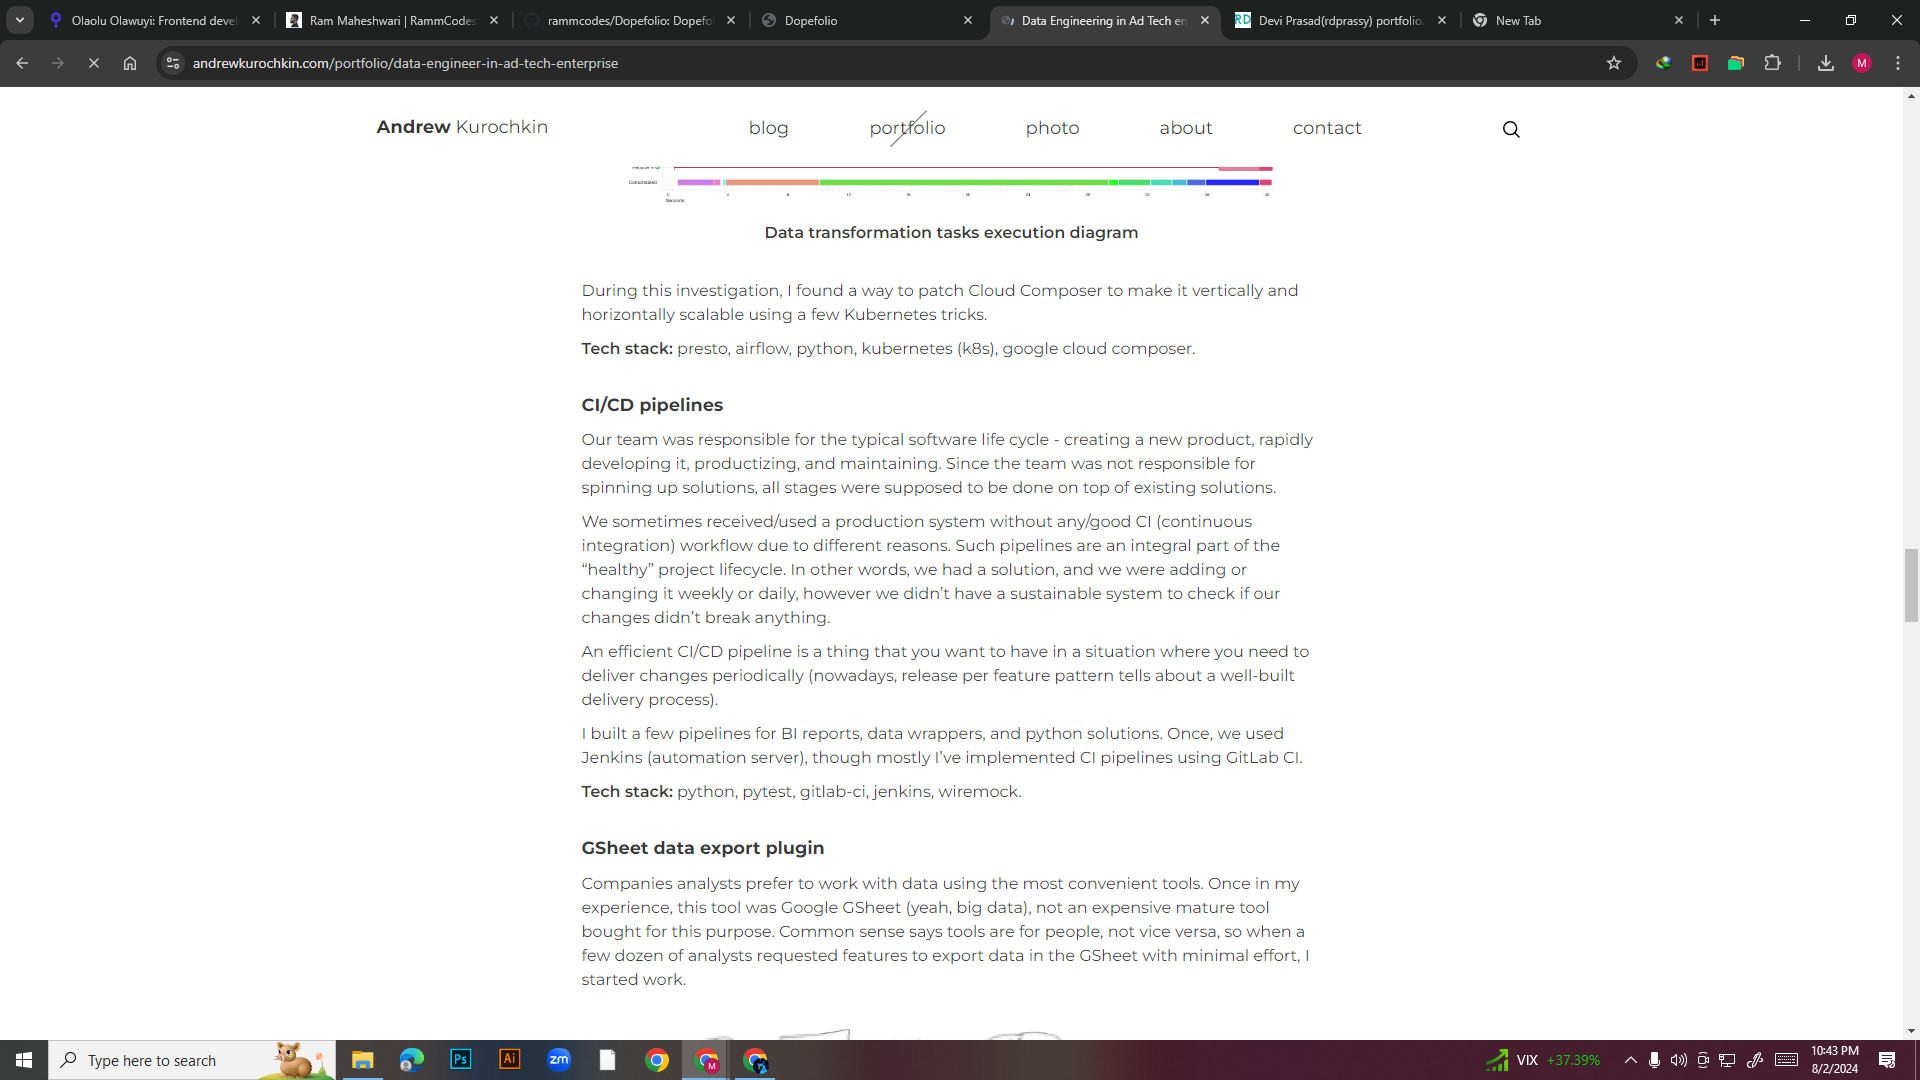 Olaolu Olawuyi: Frontend devel
Ram Maheshwari | RammCodes
rammcodes/Dopefolio: Dopefo
Dopefolio
Data Engineering in Ad Tech en
Devi Prasad(rdprassy) portfolio
New Tab
andrewkurochkin.com/portfolio/data-engineer-in-ad-tech-enterprise
M
Andrew Kurochkin
blog
portfolio
photo
about
contact
Consolidated
Seconds
Data transformation tasks execution diagram
During this investigation, I found a way to patch Cloud Composer to make it vertically and
horizontally scalable using a few Kubernetes tricks.
Tech stack: presto, airflow, python, kubernetes (k8s), google cloud composer.
CI/CD pipelines
Our team was responsible for the typical software life cycle - creating a new product, rapidly
developing it, productizing, and maintaining. Since the team was not responsible for
spinning up solutions, all stages were supposed to be done on top of existing solutions.
We sometimes received/used a production system without any/good CI (continuous
integration) workflow due to different reasons. Such pipelines are an integral part of the
“healthy” project lifecycle. In other words, we had a solution, and we were adding or
changing it weekly or daily, however we didn’t have a sustainable system to check if our
changes didn’t break anything.
An efficient CI/CD pipeline is a thing that you want to have in a situation where you need to
deliver changes periodically (nowadays, release per feature pattern tells about a well-built
delivery process).
I built a few pipelines for BI reports, data wrappers, and python solutions. Once, we used
Jenkins (automation server), though mostly I’ve implemented CI pipelines using GitLab CI.
Tech stack: python, pytest, gitlab-ci, jenkins, wiremock.
GSheet data export plugin
Companies analysts prefer to work with data using the most convenient tools. Once in my
experience, this tool was Google GSheet (yeah, big data), not an expensive mature tool
bought for this purpose. Common sense says tools are for people, not vice versa, so when a
few dozen of analysts requested features to export data in the GSheet with minimal effort, I
started work.
Type here to search
Ps
Ai
zm
M
VIX +37.39%
10:43 PM
8/2/2024